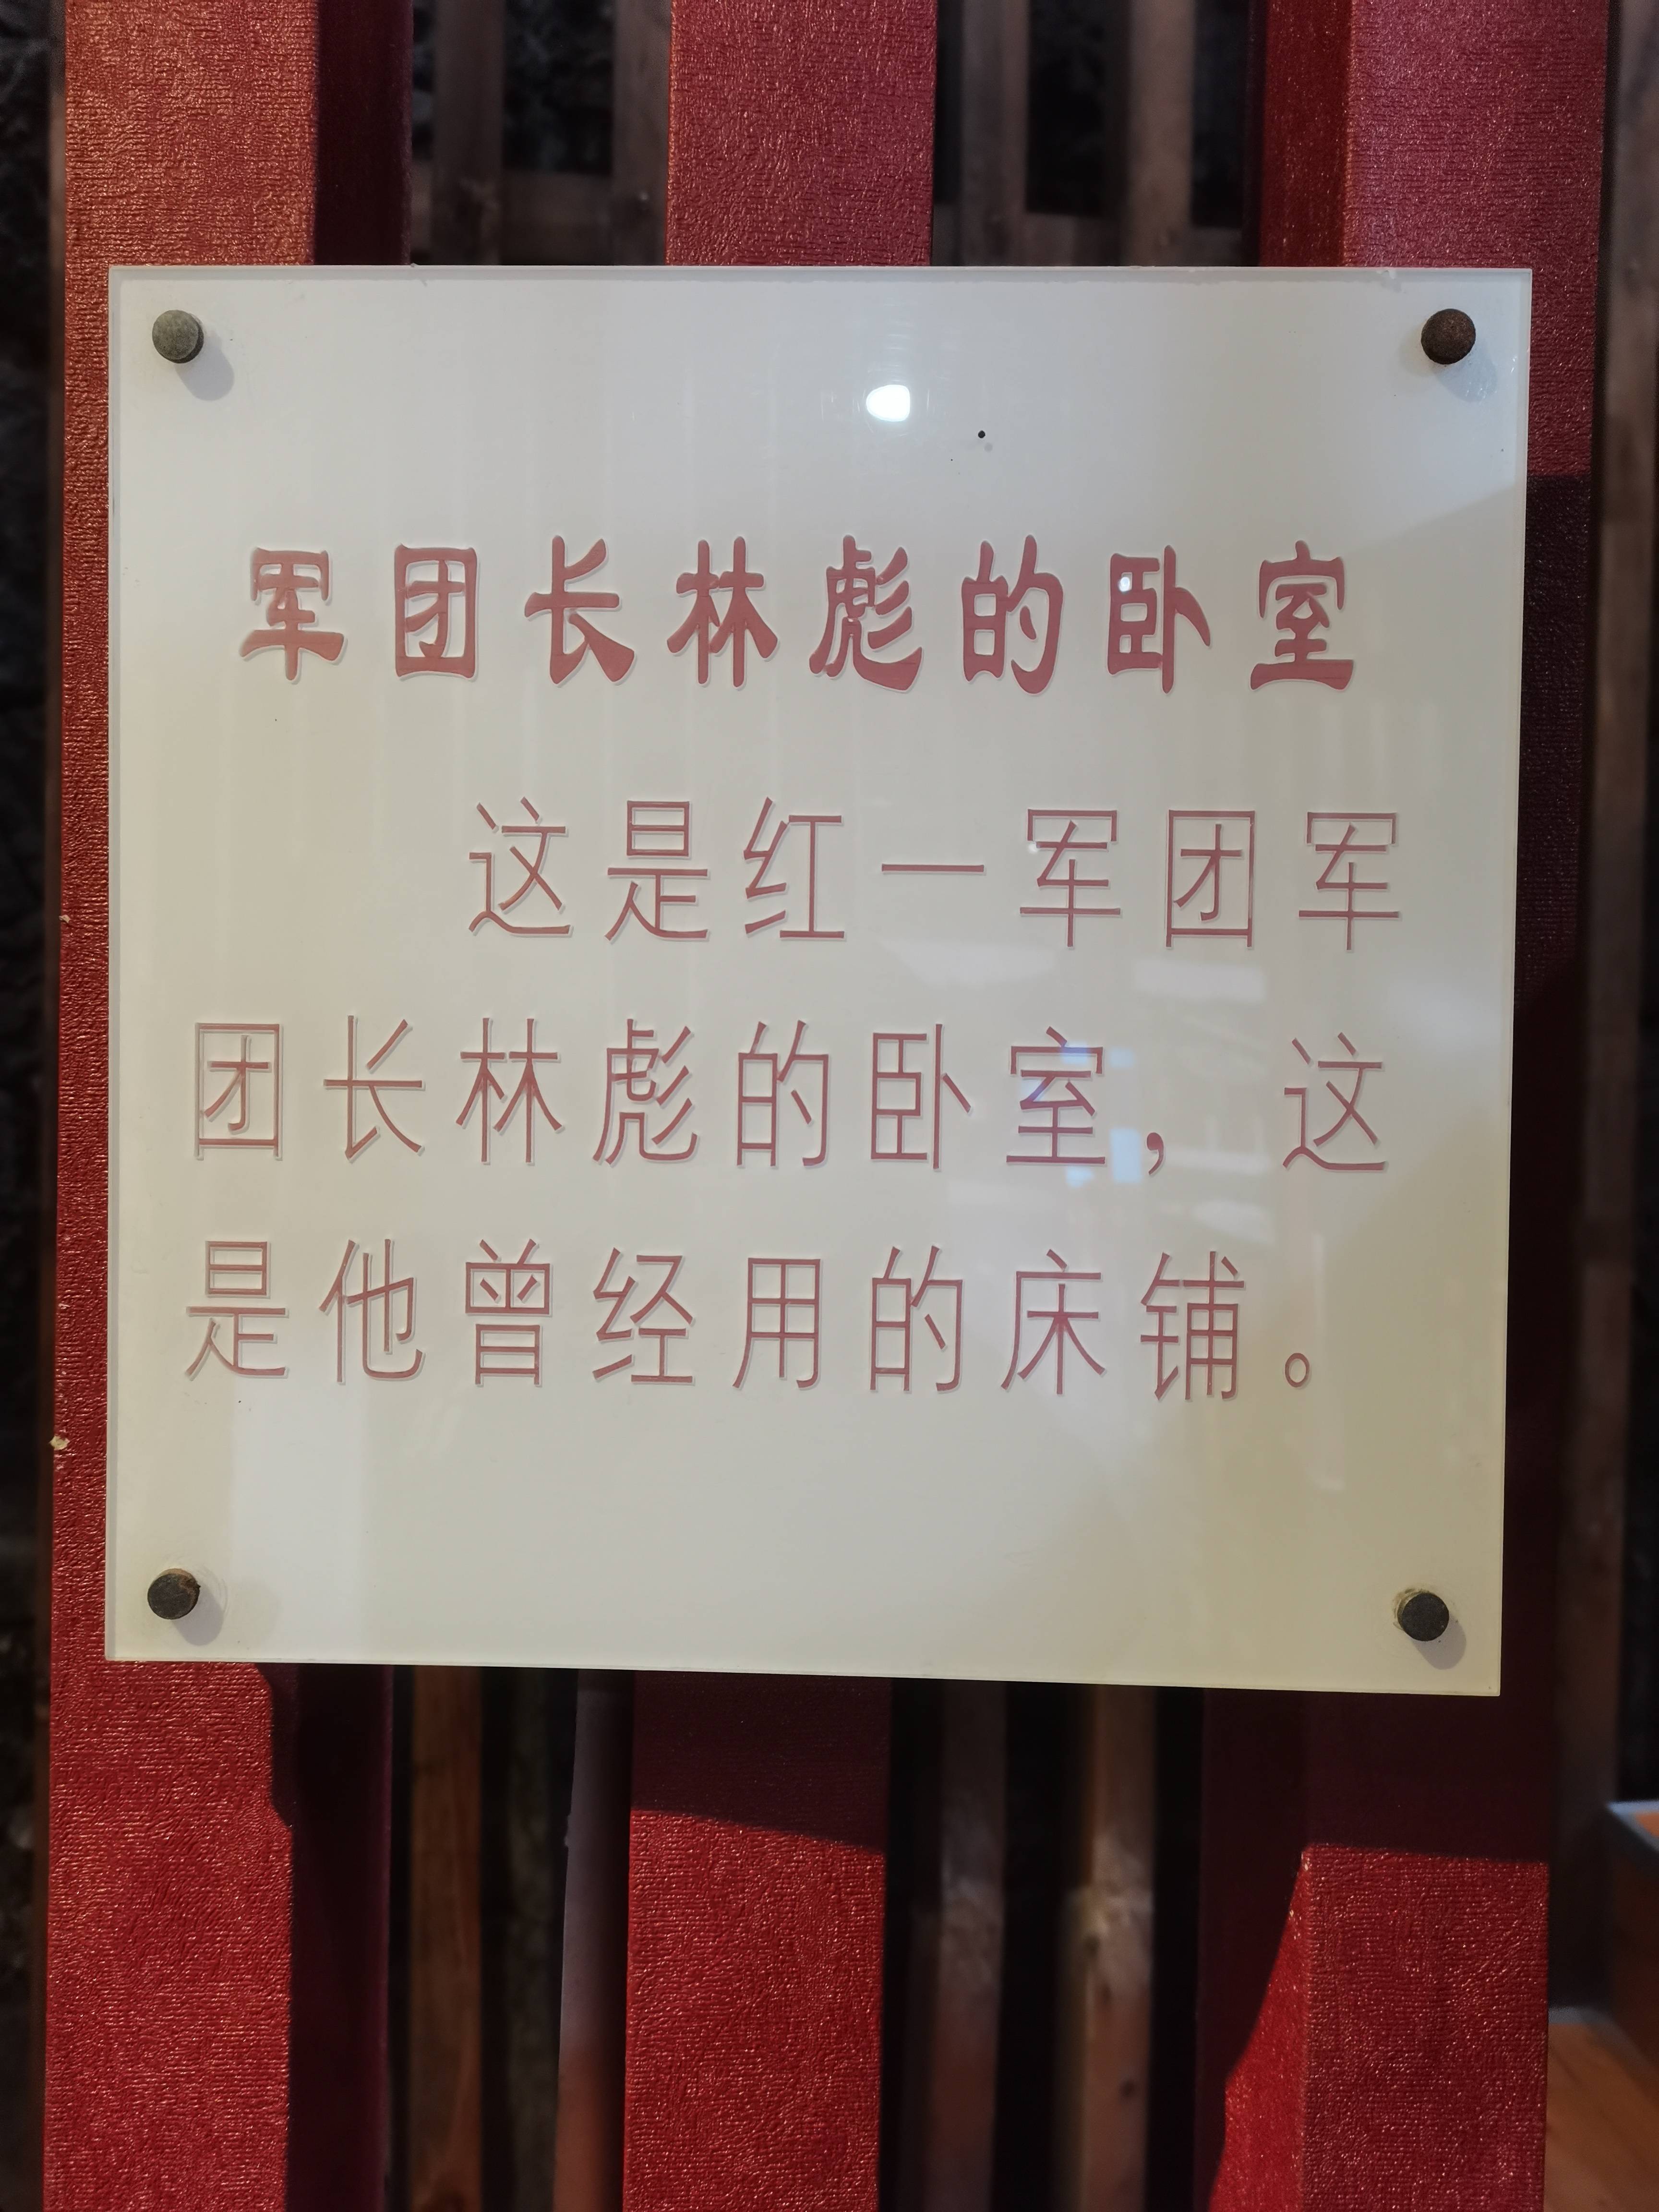 军团长林彪的卧室
这是红一军团军
团长林彪的卧室，这
是他曾经用的床铺。